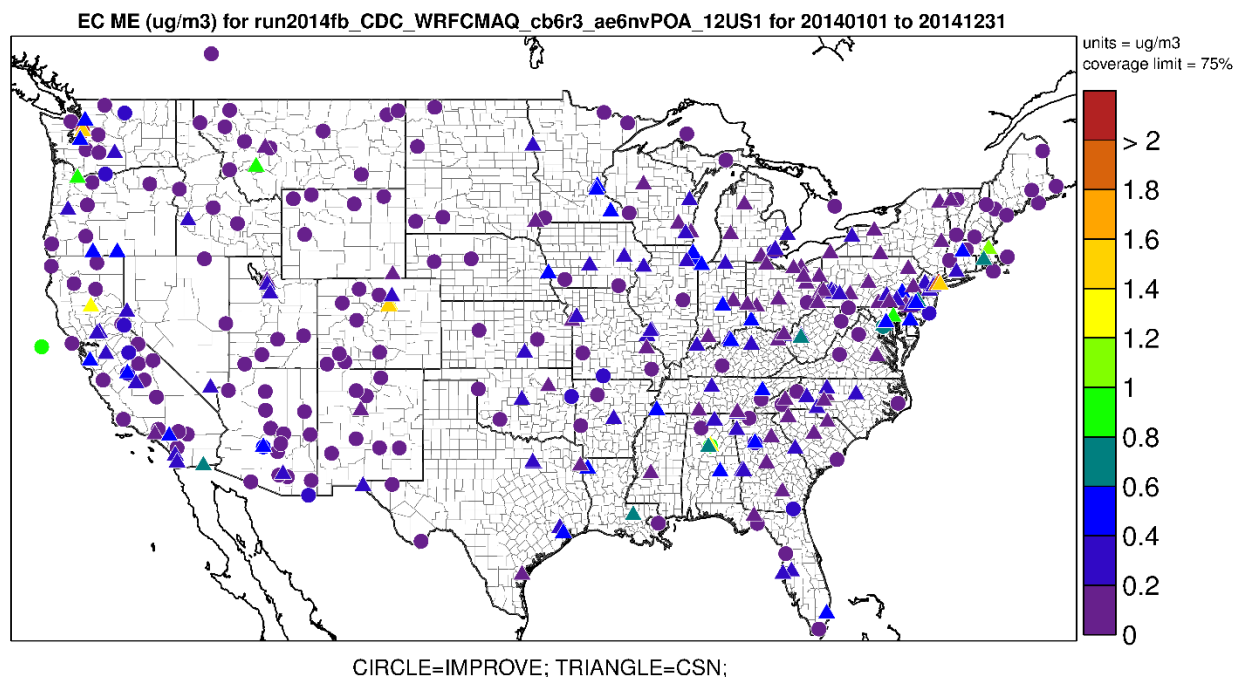 EC ME (ug/m3) for run2014fb_CDC_WRFCMAQ_cb6r3_ae6nvPOA_12US1 for 20140101 to 20141231
units = ug/m3
coverage limit = 75%
> 2
1.8
1.6
1.4
1.2
1
0.8
0.6
0.4
0.2
0
CIRCLE=IMPROVE; TRIANGLE=CSN;